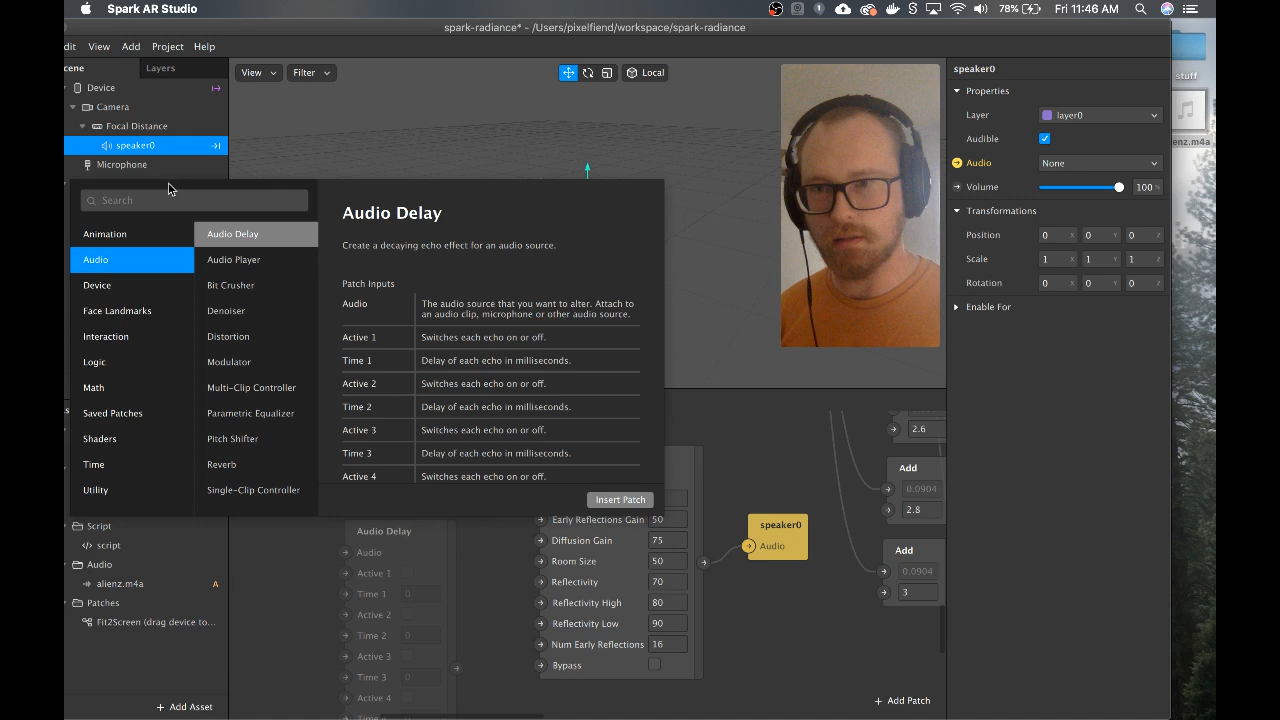 Spark AR Studio
78%
Fri 11:46 AM
spark-radiance* - /Users/pixelfiend/workspace/spark-radiance
dit View Add Project Help
cene Layers
Device
Camera
Focal Distance
speaker0
Microphone
View
Filter
Local
stuff
enz.m4a
speaker0
Properties
Layer layer0
Audible
Audio None
Volume 100 %
Transformations
Position 0 X 0 Y 0 Z
Scale 1 X 1 Y 1 Z
Rotation 0 X 0 Y 0 Z
Enable For
Search
Animation
Audio
Device
Face Landmarks
Interaction
Logic
Math
Saved Patches
Shaders
Time
Utility
Audio Delay
Audio Player
Bit Crusher
Denoiser
Distortion
Modulator
Multi-Clip Controller
Parametric Equalizer
Pitch Shifter
Reverb
Single-Clip Controller
Audio Delay
Create a decaying echo effect for an audio source.
Patch Inputs
Audio The audio source that you want to alter. Attach to
an audio clip, microphone or other audio source.
Active 1 Switches each echo on or off.
Time 1 Delay of each echo in milliseconds.
Active 2 Switches each echo on or off.
Time 2 Delay of each echo in milliseconds.
Active 3 Switches each echo on or off.
Time 3 Delay of each echo in milliseconds.
Active 4 Switches each echo on or off.
Insert Patch
Script
script
Audio
alienz.m4a A
Patches
Fit2Screen (drag device to...
Add Asset
Audio Delay
Audio
Active 1
Time 1 0
Active 2
Time 2 0
Active 3
Time 3 0
Active 4
Early Reflections Gain 50
Diffusion Gain 75
Room Size 50
Reflectivity 70
Reflectivity High 80
Reflectivity Low 90
Num Early Reflections 16
Bypass
speaker0
Audio
2.6
Add
0.0904
2.8
Add
0.0904
3
Add Patch